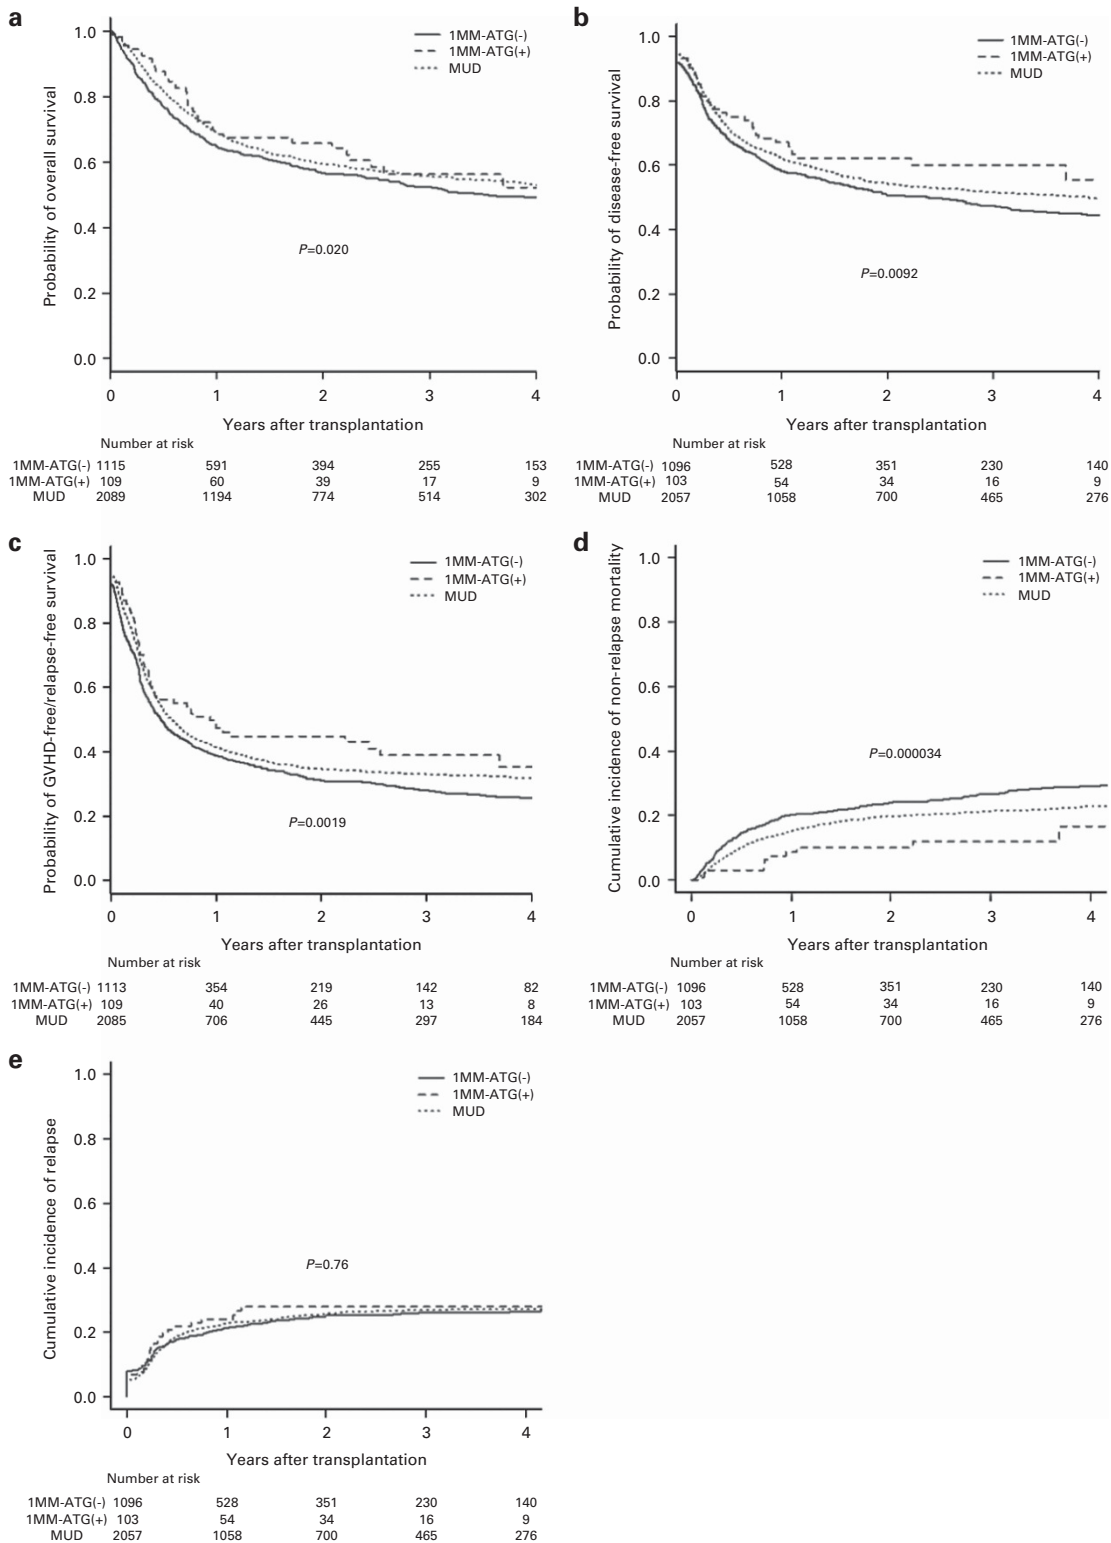 a
Probability of overall survival
1.0
0.8
0.6
0.4
0.2
0.0
1MM-ATG(-)
1MM-ATG(+)
MUD
P=0.020
0 1 2 3 4
Years after transplantation
Number at risk
1MM-ATG(-) 1115 591 394 255 153
1MM-ATG(+) 109 60 39 17 9
MUD 2089 1194 774 514 302
b
Probability of disease-free survival
1.0
0.8
0.6
0.4
0.2
0.0
1MM-ATG(-)
1MM-ATG(+)
MUD
P=0.0092
0 1 2 3 4
Years after transplantation
Number at risk
1MM-ATG(-) 1096 528 351 230 140
1MM-ATG(+) 103 54 34 16 9
MUD 2057 1058 700 465 276
c
Probability of GVHD-free/relapse-free survival
1.0
0.8
0.6
0.4
0.2
0.0
1MM-ATG(-)
1MM-ATG(+)
MUD
P=0.0019
0 1 2 3 4
Years after transplantation
Number at risk
1MM-ATG(-) 1113 354 219 142 82
1MM-ATG(+) 109 40 26 13 8
MUD 2085 706 445 297 184
d
Cumulative incidence of non-relapse mortality
1.0
0.8
0.6
0.4
0.2
0.0
1MM-ATG(-)
1MM-ATG(+)
MUD
P=0.000034
0 1 2 3 4
Years after transplantation
Number at risk
1MM-ATG(-) 1096 528 351 230 140
1MM-ATG(+) 103 54 34 16 9
MUD 2057 1058 700 465 276
e
Cumulative incidence of relapse
1.0
0.8
0.6
0.4
0.2
0.0
1MM-ATG(-)
1MM-ATG(+)
MUD
P=0.76
0 1 2 3 4
Years after transplantation
Number at risk
1MM-ATG(-) 1096 528 351 230 140
1MM-ATG(+) 103 54 34 16 9
MUD 2057 1058 700 465 276